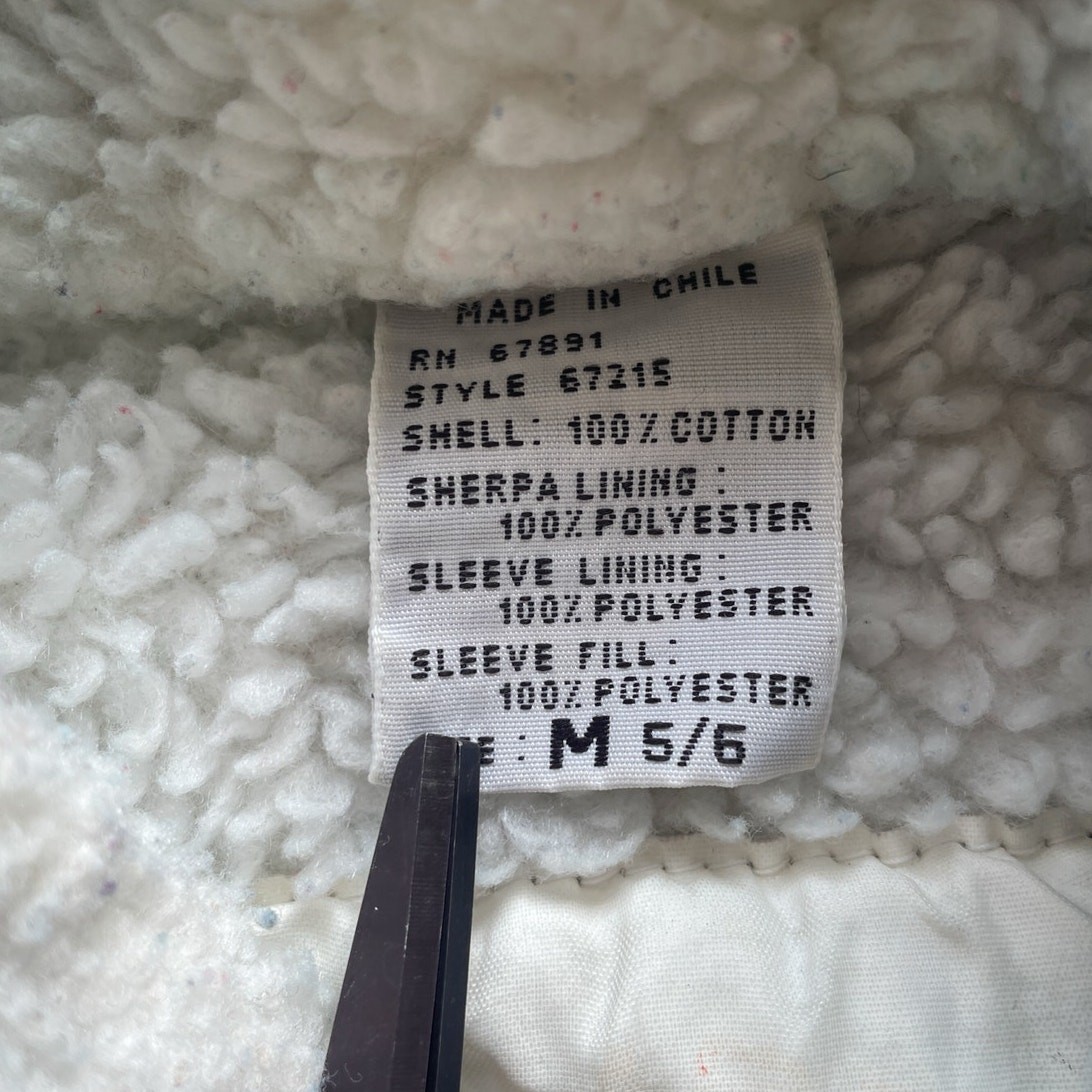 MADE IN CHILE
RN 67891
STYLE 67215
SHELL: 100% COTTON
SHERPA LINING :
100% POLYESTER
SLEEVE LINING :
100% POLYESTER
SLEEVE FILL :
100% POLYESTER
E : M 5/6